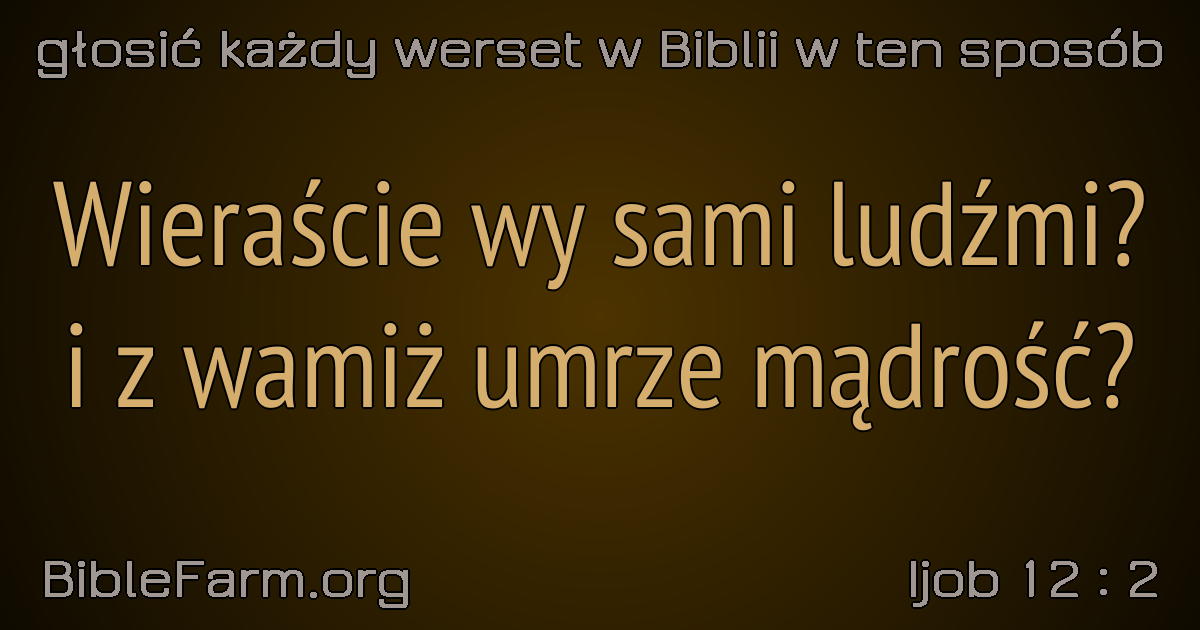 głosić każdy werset w Biblii w ten sposób
Wieraście wy sami ludźmi?
i z wamiż umrze mądrość?
BibleFarm.org
Ijob 12 : 2